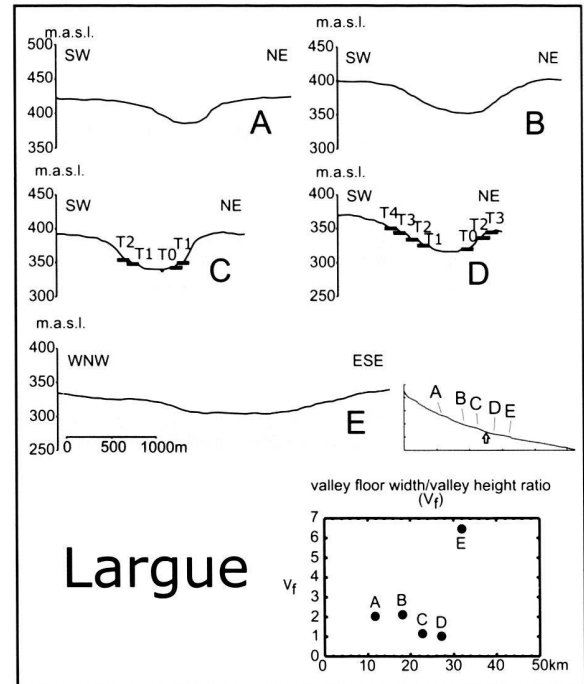 m.a.s.l.
500
450
400
350
SW
NE
A
m.a.s.l.
500
450
400
350
300
SW
NE
B
m.a.s.l.
450
400
350
300
SW
NE
T2
T1
T0
T1
C
m.a.s.l.
400
350
300
250
SW
NE
T4
T3
T2
T1
T0
T2
T3
D
m.a.s.l.
400
350
300
250
WNW
ESE
E
0 500 1000m
A
B
C
D
E
valley floor width/valley height ratio
(Vf)
Largue
Vf
7
6
5
4
3
2
1
0
A
B
C
D
E
0 10 20 30 40 50km